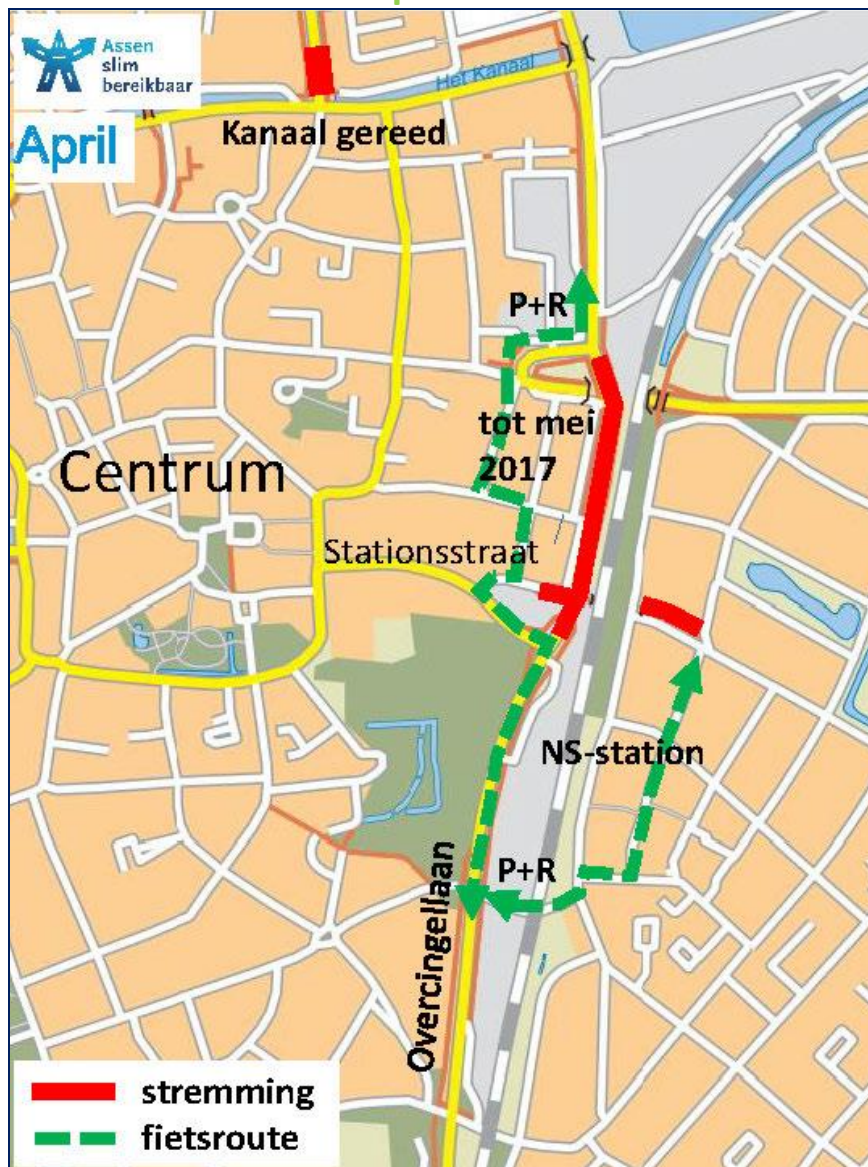 Assen
slim
bereikbaar
April
Het Kanaal
Kanaal gereed
P+R
tot mei
2017
Centrum
Stationsstraat
NS-station
P+R
Overcingellaan
stremming
fietsroute